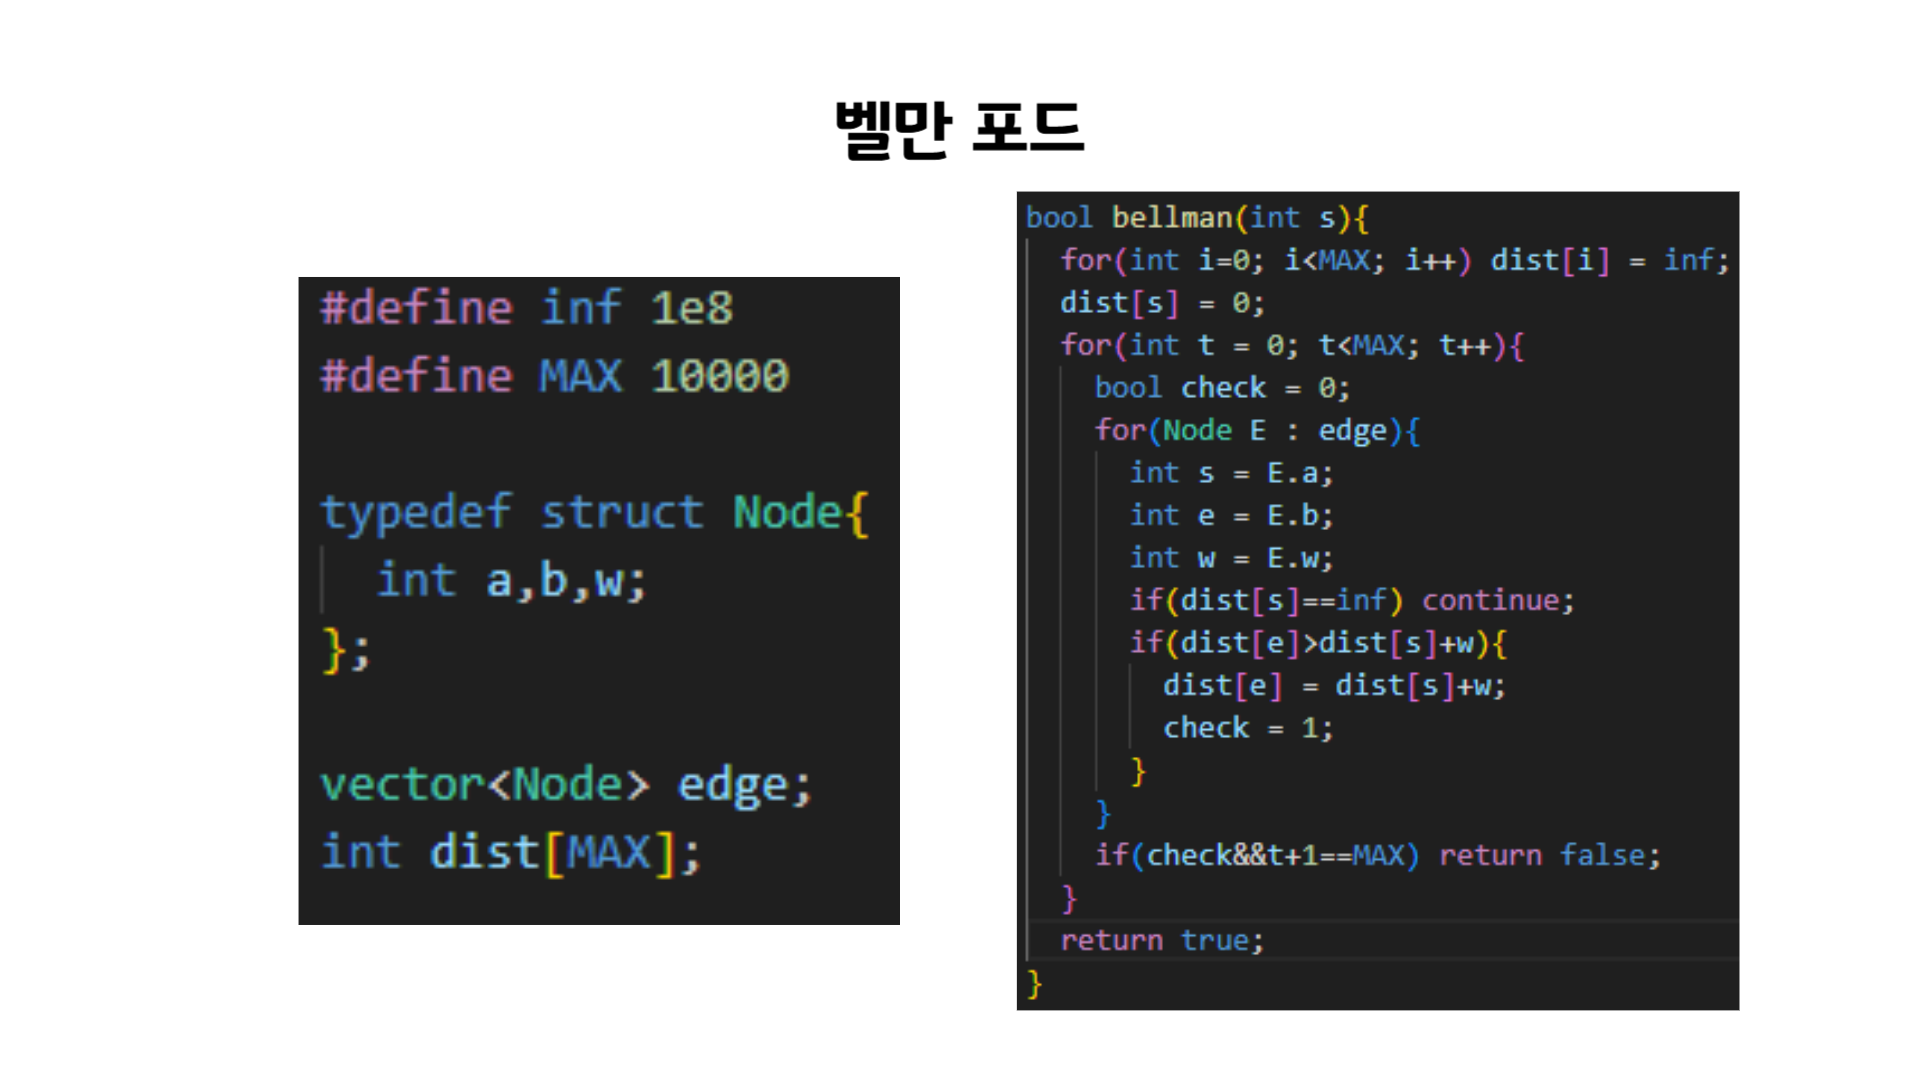 벨만 포드
#define inf 1e8
#define MAX 10000
typedef struct Node{
int a,b,w;
};
vector<Node> edge;
int dist[MAX];
bool bellman(int s){
for(int i=0; i<MAX; i++) dist[i] = inf;
dist[s] = 0;
for(int t = 0; t<MAX; t++){
bool check = 0;
for(Node E : edge){
int s = E.a;
int e = E.b;
int w = E.w;
if(dist[s]==inf) continue;
if(dist[e]>dist[s]+w){
dist[e] = dist[s]+w;
check = 1;
}
}
if(check&&t+1==MAX) return false;
}
return true;
}